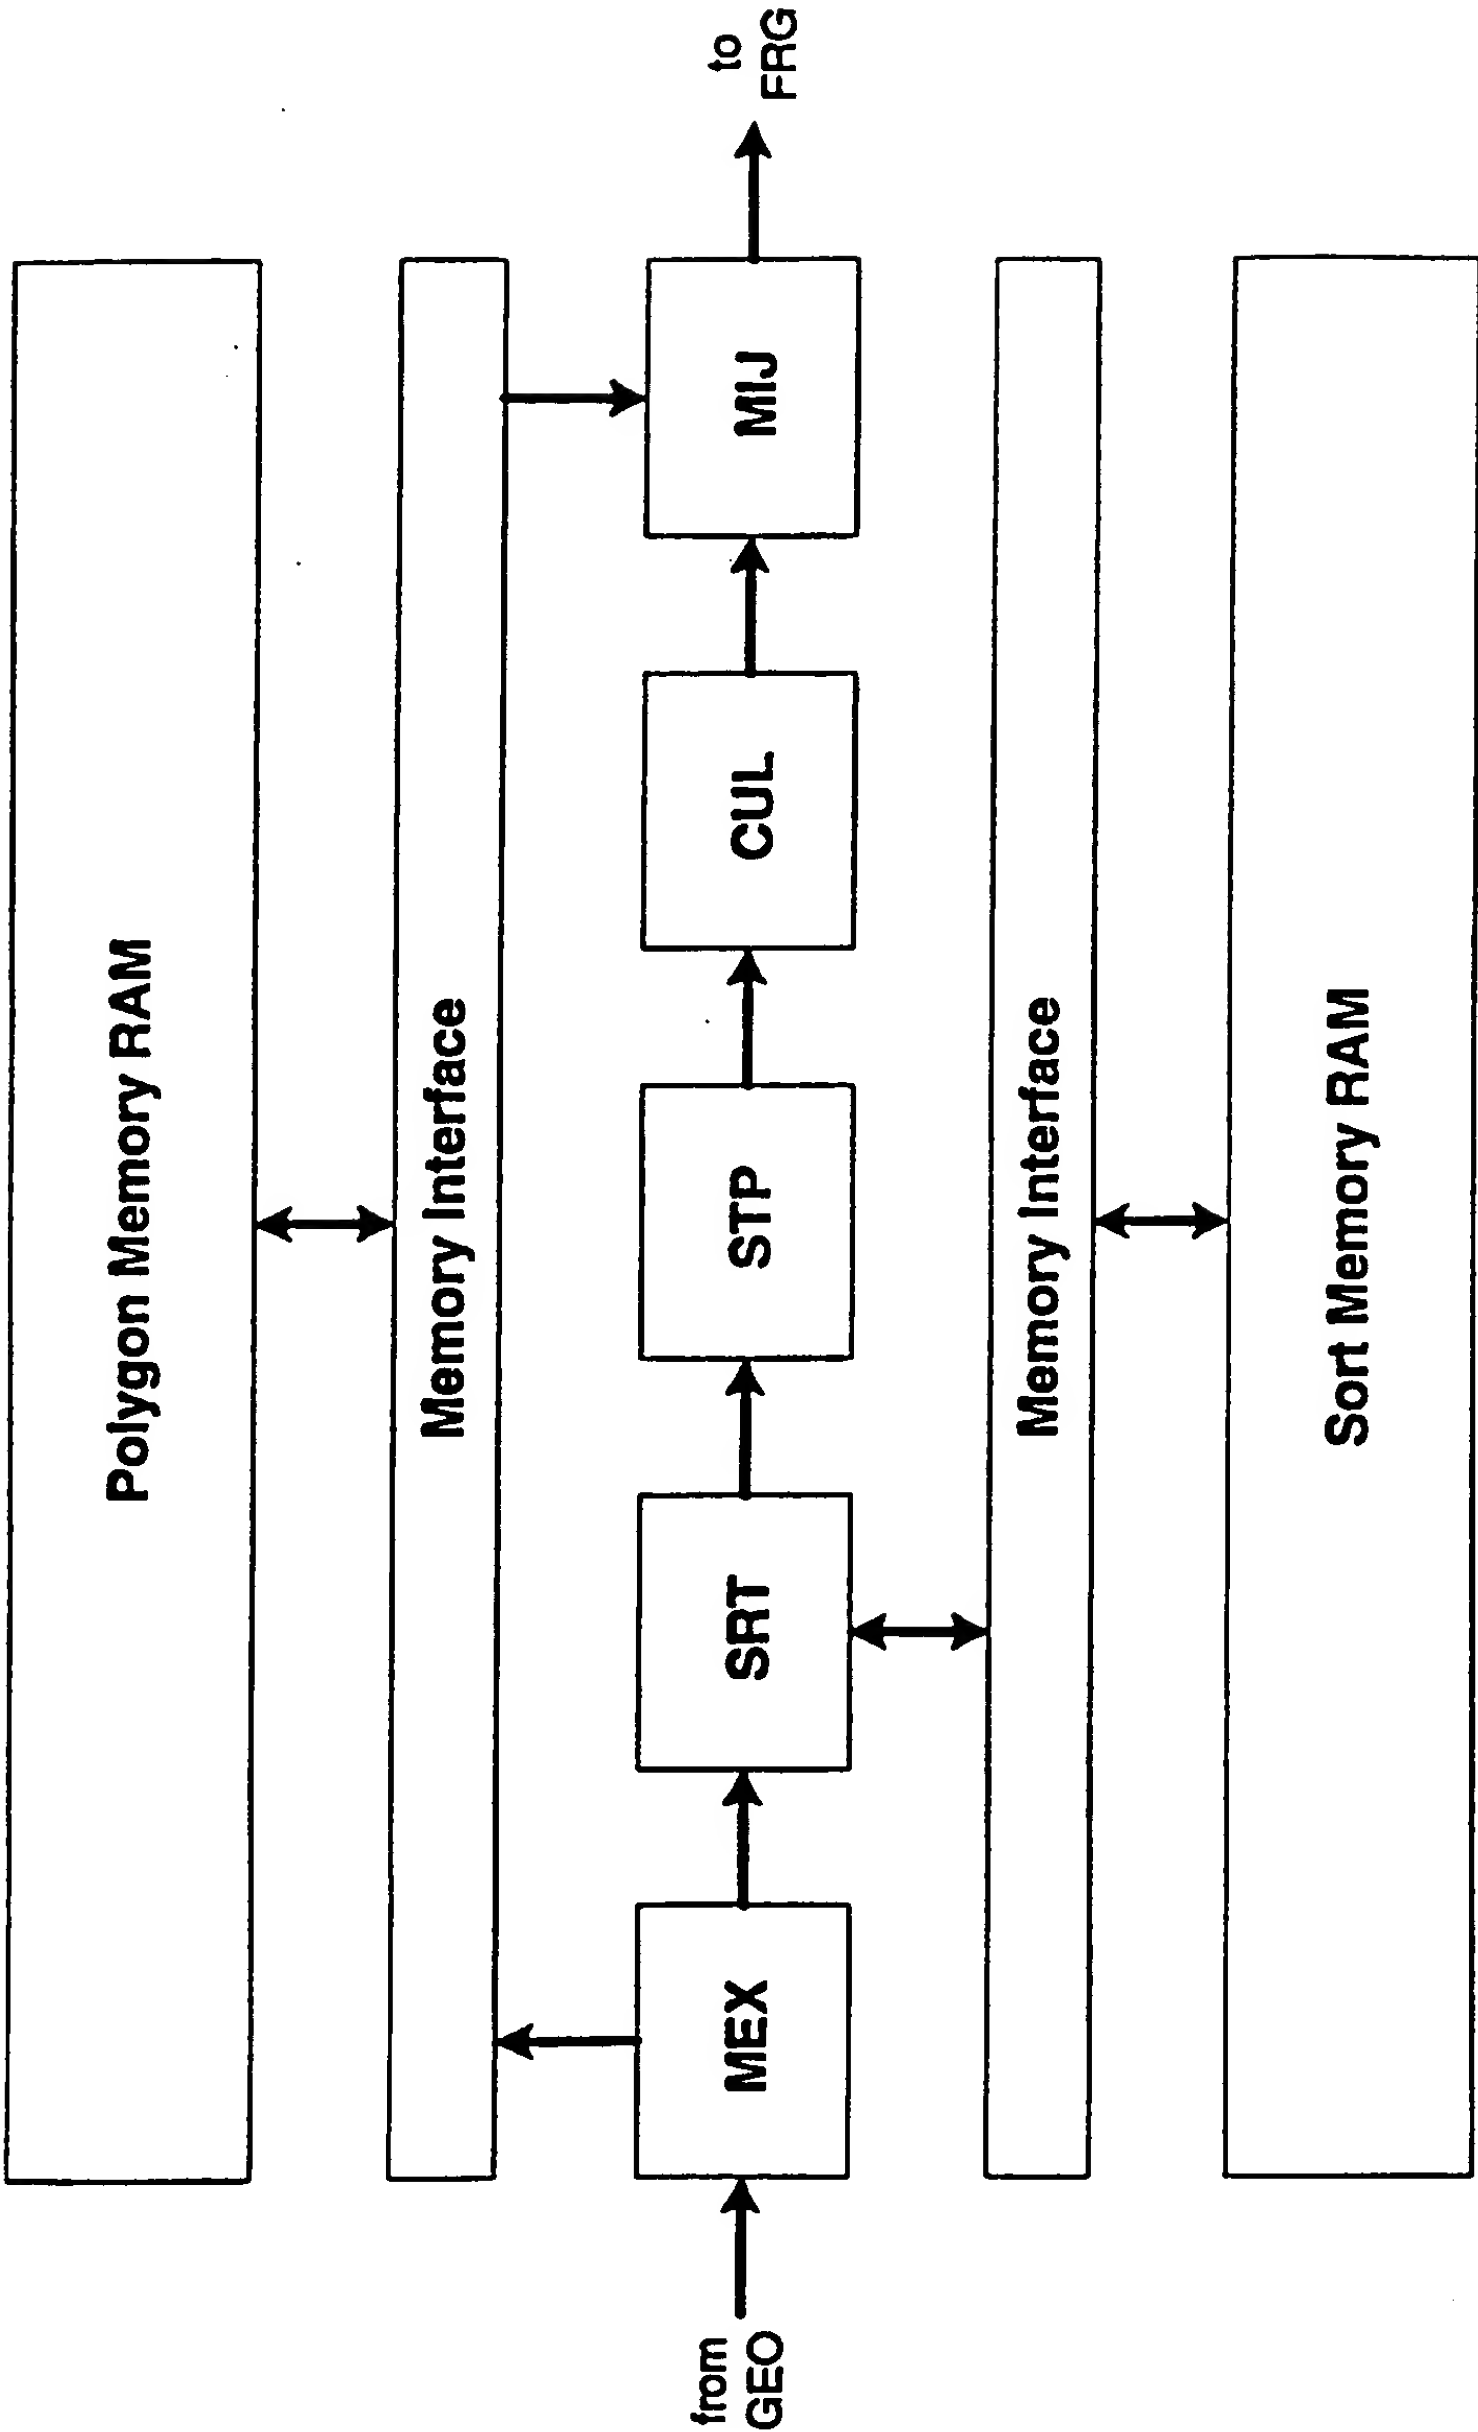 Polygon Memory RAM
Memory Interface
from
GEO
MEX
SRT
STP
CUL
MIJ
to
FRG
Memory Interface
Sort Memory RAM